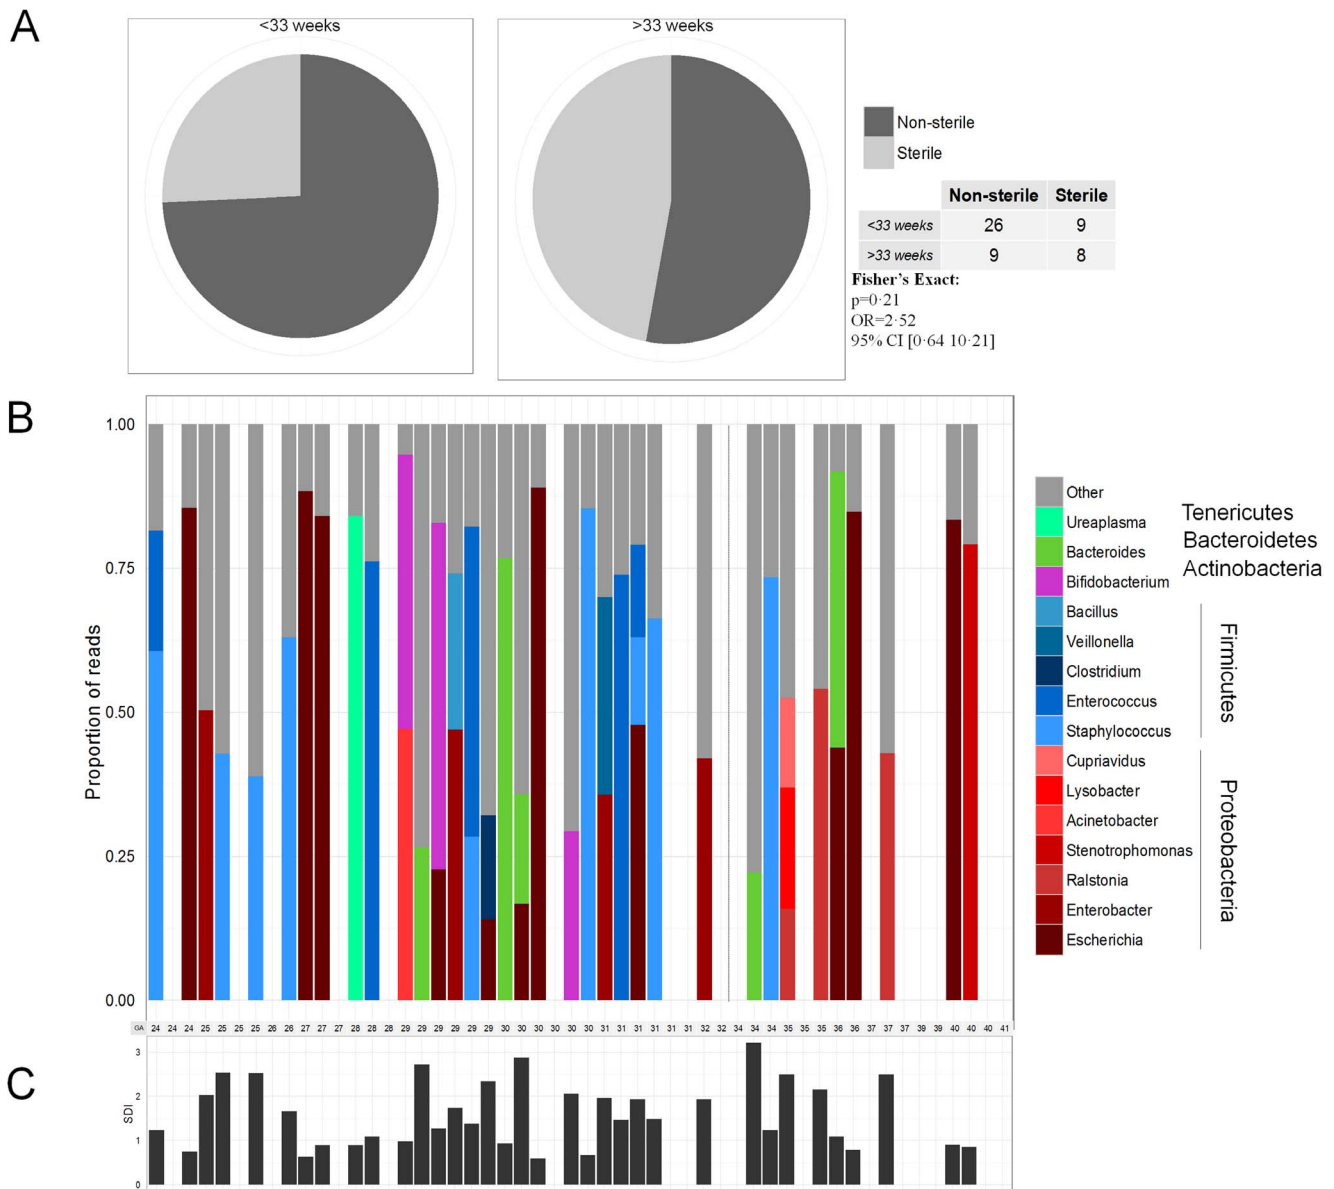 A
<33 weeks
>33 weeks
Non-sterile
Sterile
Non-sterile Sterile
<33 weeks 26 9
>33 weeks 9 8
Fisher's Exact:
p=0·21
OR=2·52
95% CI [0·64 10·21]
B
Proportion of reads
1.00
0.75
0.50
0.25
0.00
GA 24 24 24 25 25 25 25 26 26 27 27 27 28 28 28 29 29 29 29 29 29 30 30 30 30 30 30 31 31 31 31 31 31 32 32 34 34 34 35 35 35 36 36 37 37 37 39 39 40 40 40 41
Other
Ureaplasma
Bacteroides
Bifidobacterium
Bacillus
Veillonella
Clostridium
Enterococcus
Staphylococcus
Cupriavidus
Lysobacter
Acinetobacter
Stenotrophomonas
Ralstonia
Enterobacter
Escherichia
Tenericutes
Bacteroidetes
Actinobacteria
Firmicutes
Proteobacteria
C
SDI
3
2
1
0